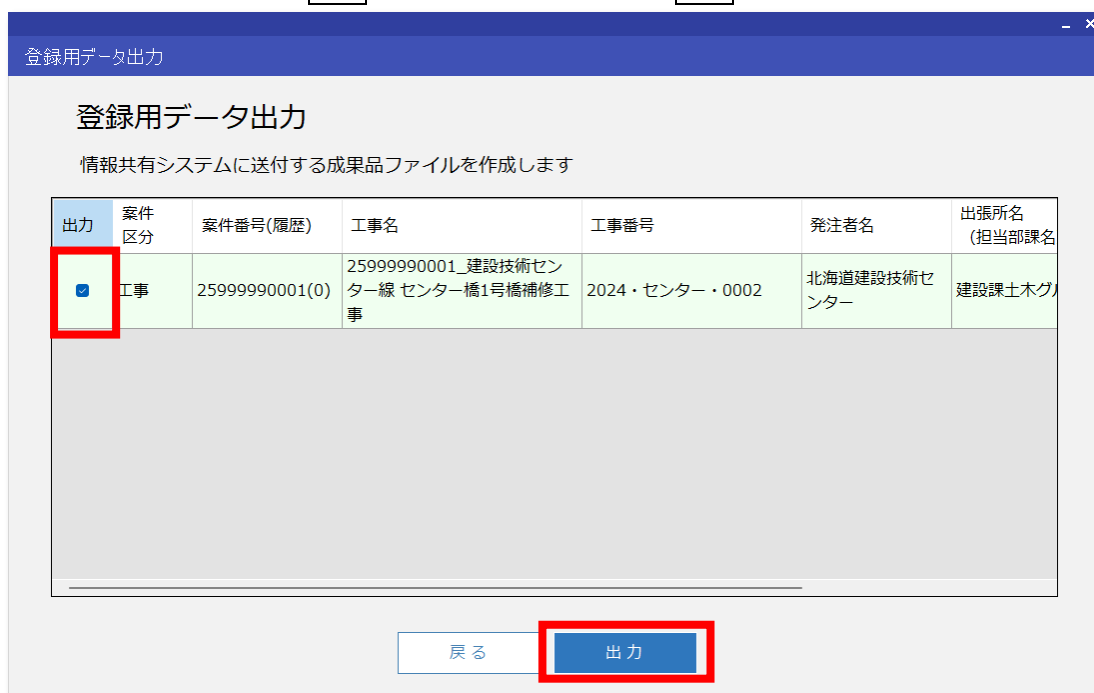 登録用データ出力
登録用データ出力
情報共有システムに送付する成果品ファイルを作成します
出力 案件 案件番号(履歴) 工事名 工事番号 発注者名 出張所名
区分 (担当部課名
工事 25999990001(0) 25999990001_建設技術セン 2024・センター・0002 北海道建設技術セ 建設課土木グル
ター線 センター橋1号橋補修工 ンター
事
戻る 出力